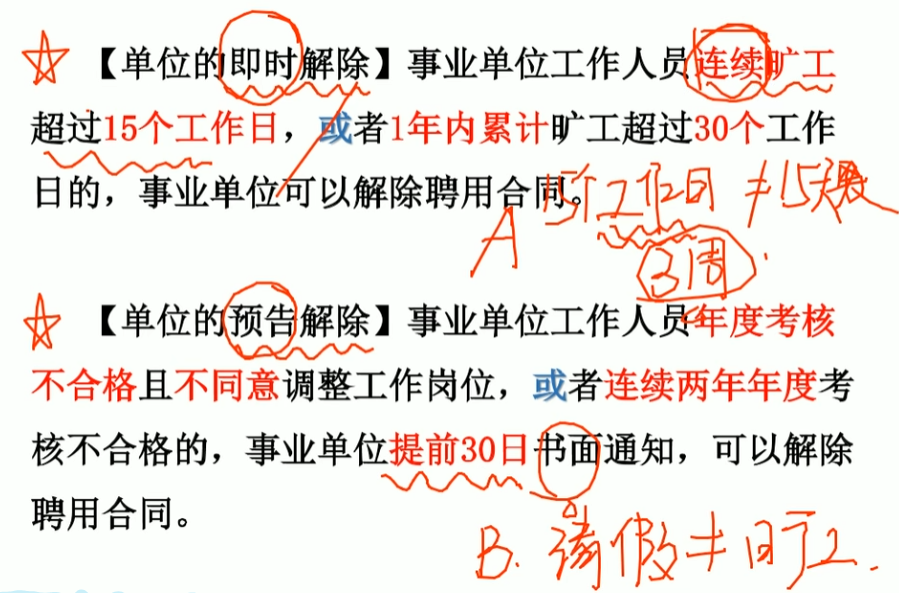 【单位的即时解除】事业单位工作人员连续旷工
超过15个工作日，或者1年内累计旷工超过30个工作
日的，事业单位可以解除聘用合同。
A 15个工作日 ≠15天
3周
【单位的预告解除】事业单位工作人员年度考核
不合格且不同意调整工作岗位，或者连续两年年度考
核不合格的，事业单位提前30日书面通知，可以解除
聘用合同。
B. 请假≠旷工.